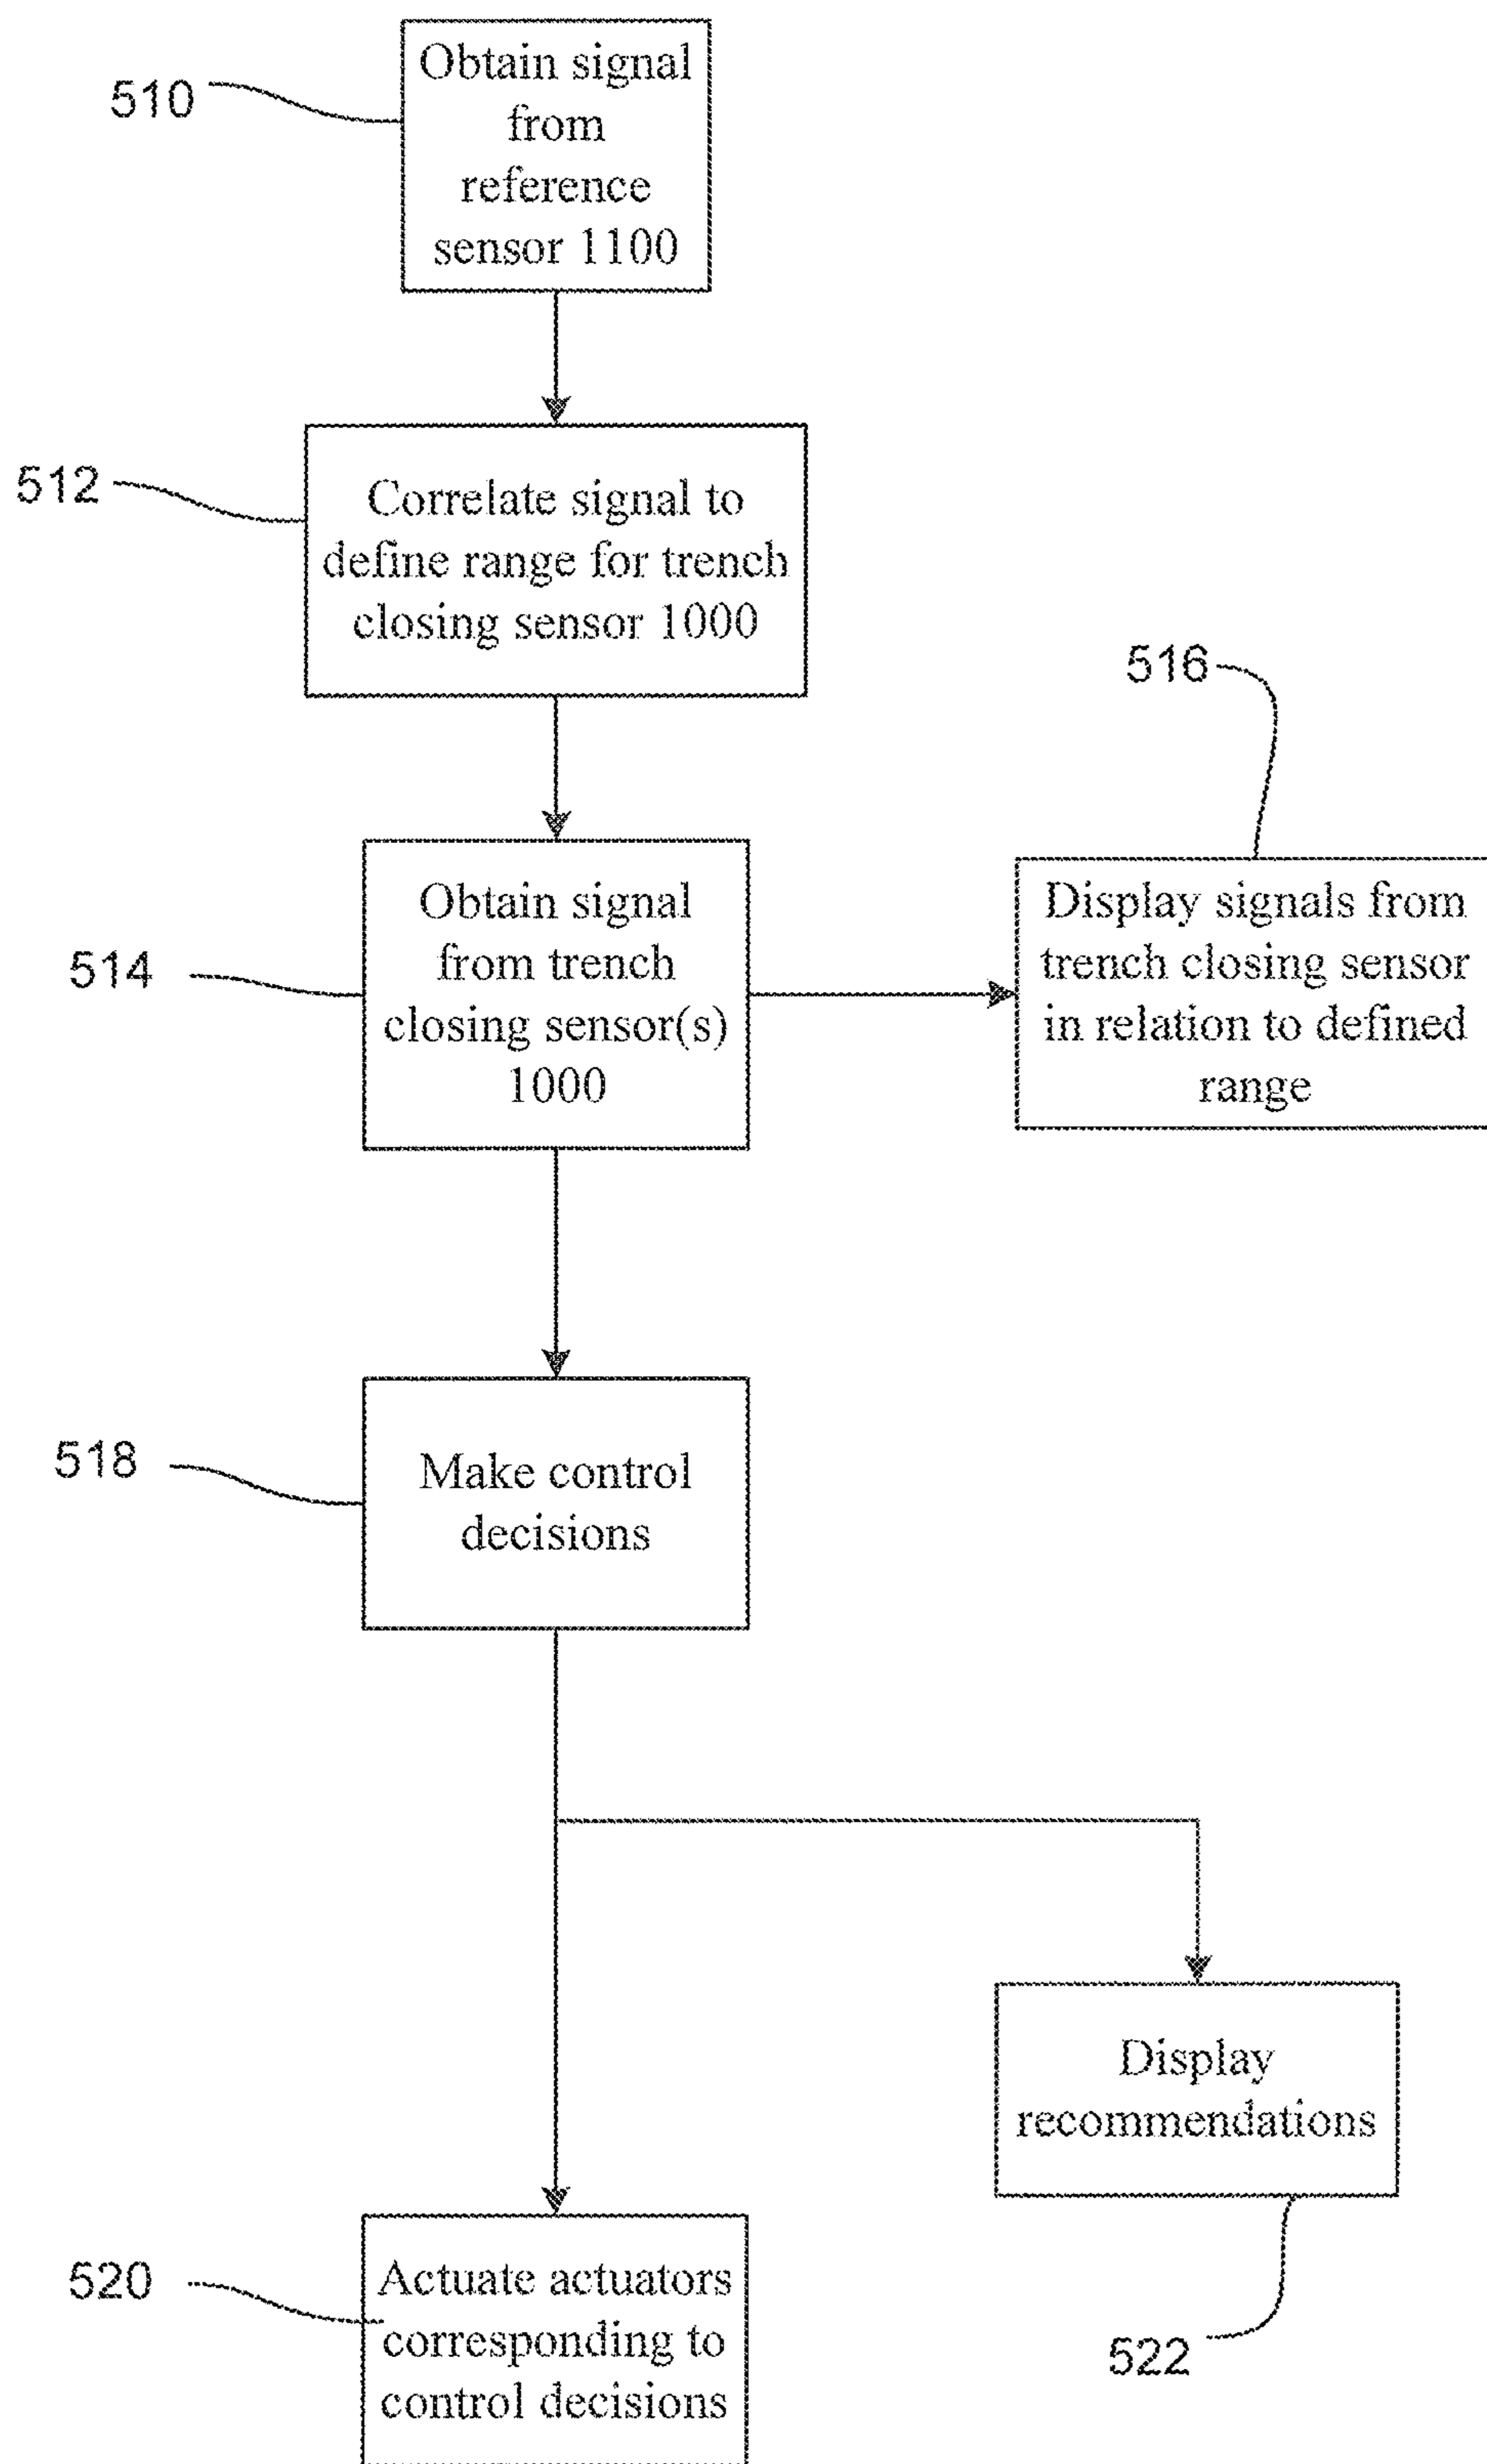 510
Obtain signal
from
reference
sensor 1100
512
Correlate signal to
define range for trench
closing sensor 1000
516
514
Obtain signal
from trench
closing sensor(s)
1000
Display signals from
trench closing sensor
in relation to defined
range
518
Make control
decisions
Display
recommendations
520
Actuate actuators
corresponding to
control decisions
522